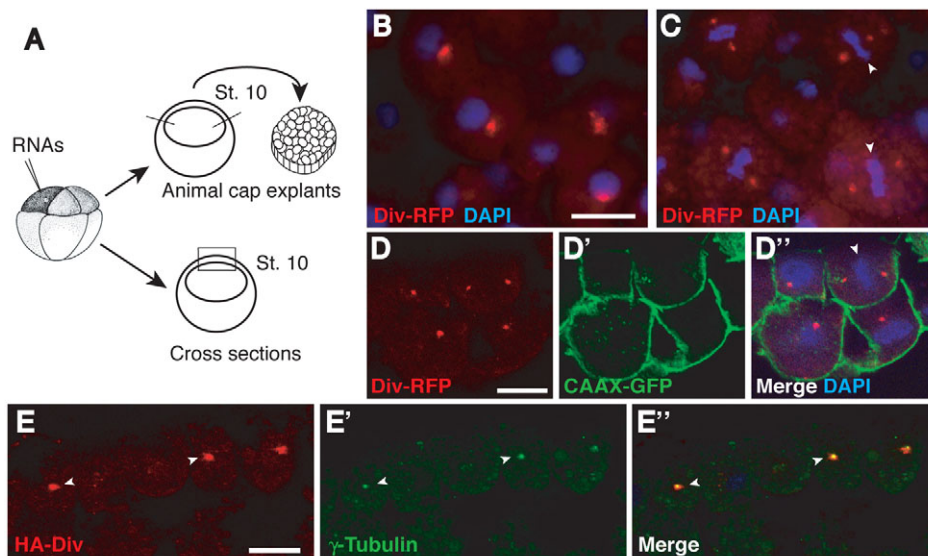 A
RNAs
St. 10
Animal cap explants
St. 10
Cross sections
B
Div-RFP DAPI
C
Div-RFP DAPI
D
Div-RFP
D'
CAAX-GFP
D''
Merge DAPI
E
HA-Div
E'
γ-Tubulin
E''
Merge